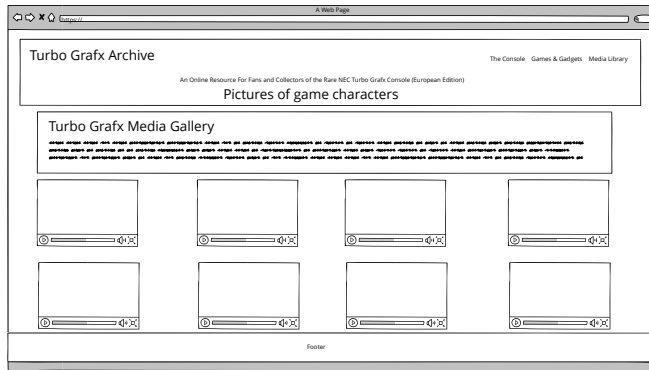 A Web Page
https://
Turbo Grafx Archive
The Console Games & Gadgets Media Library
An Online Resource For Fans and Collectors of the Rare NEC Turbo Grafx Console (European Edition)
Pictures of game characters
Turbo Grafx Media Gallery
Footer